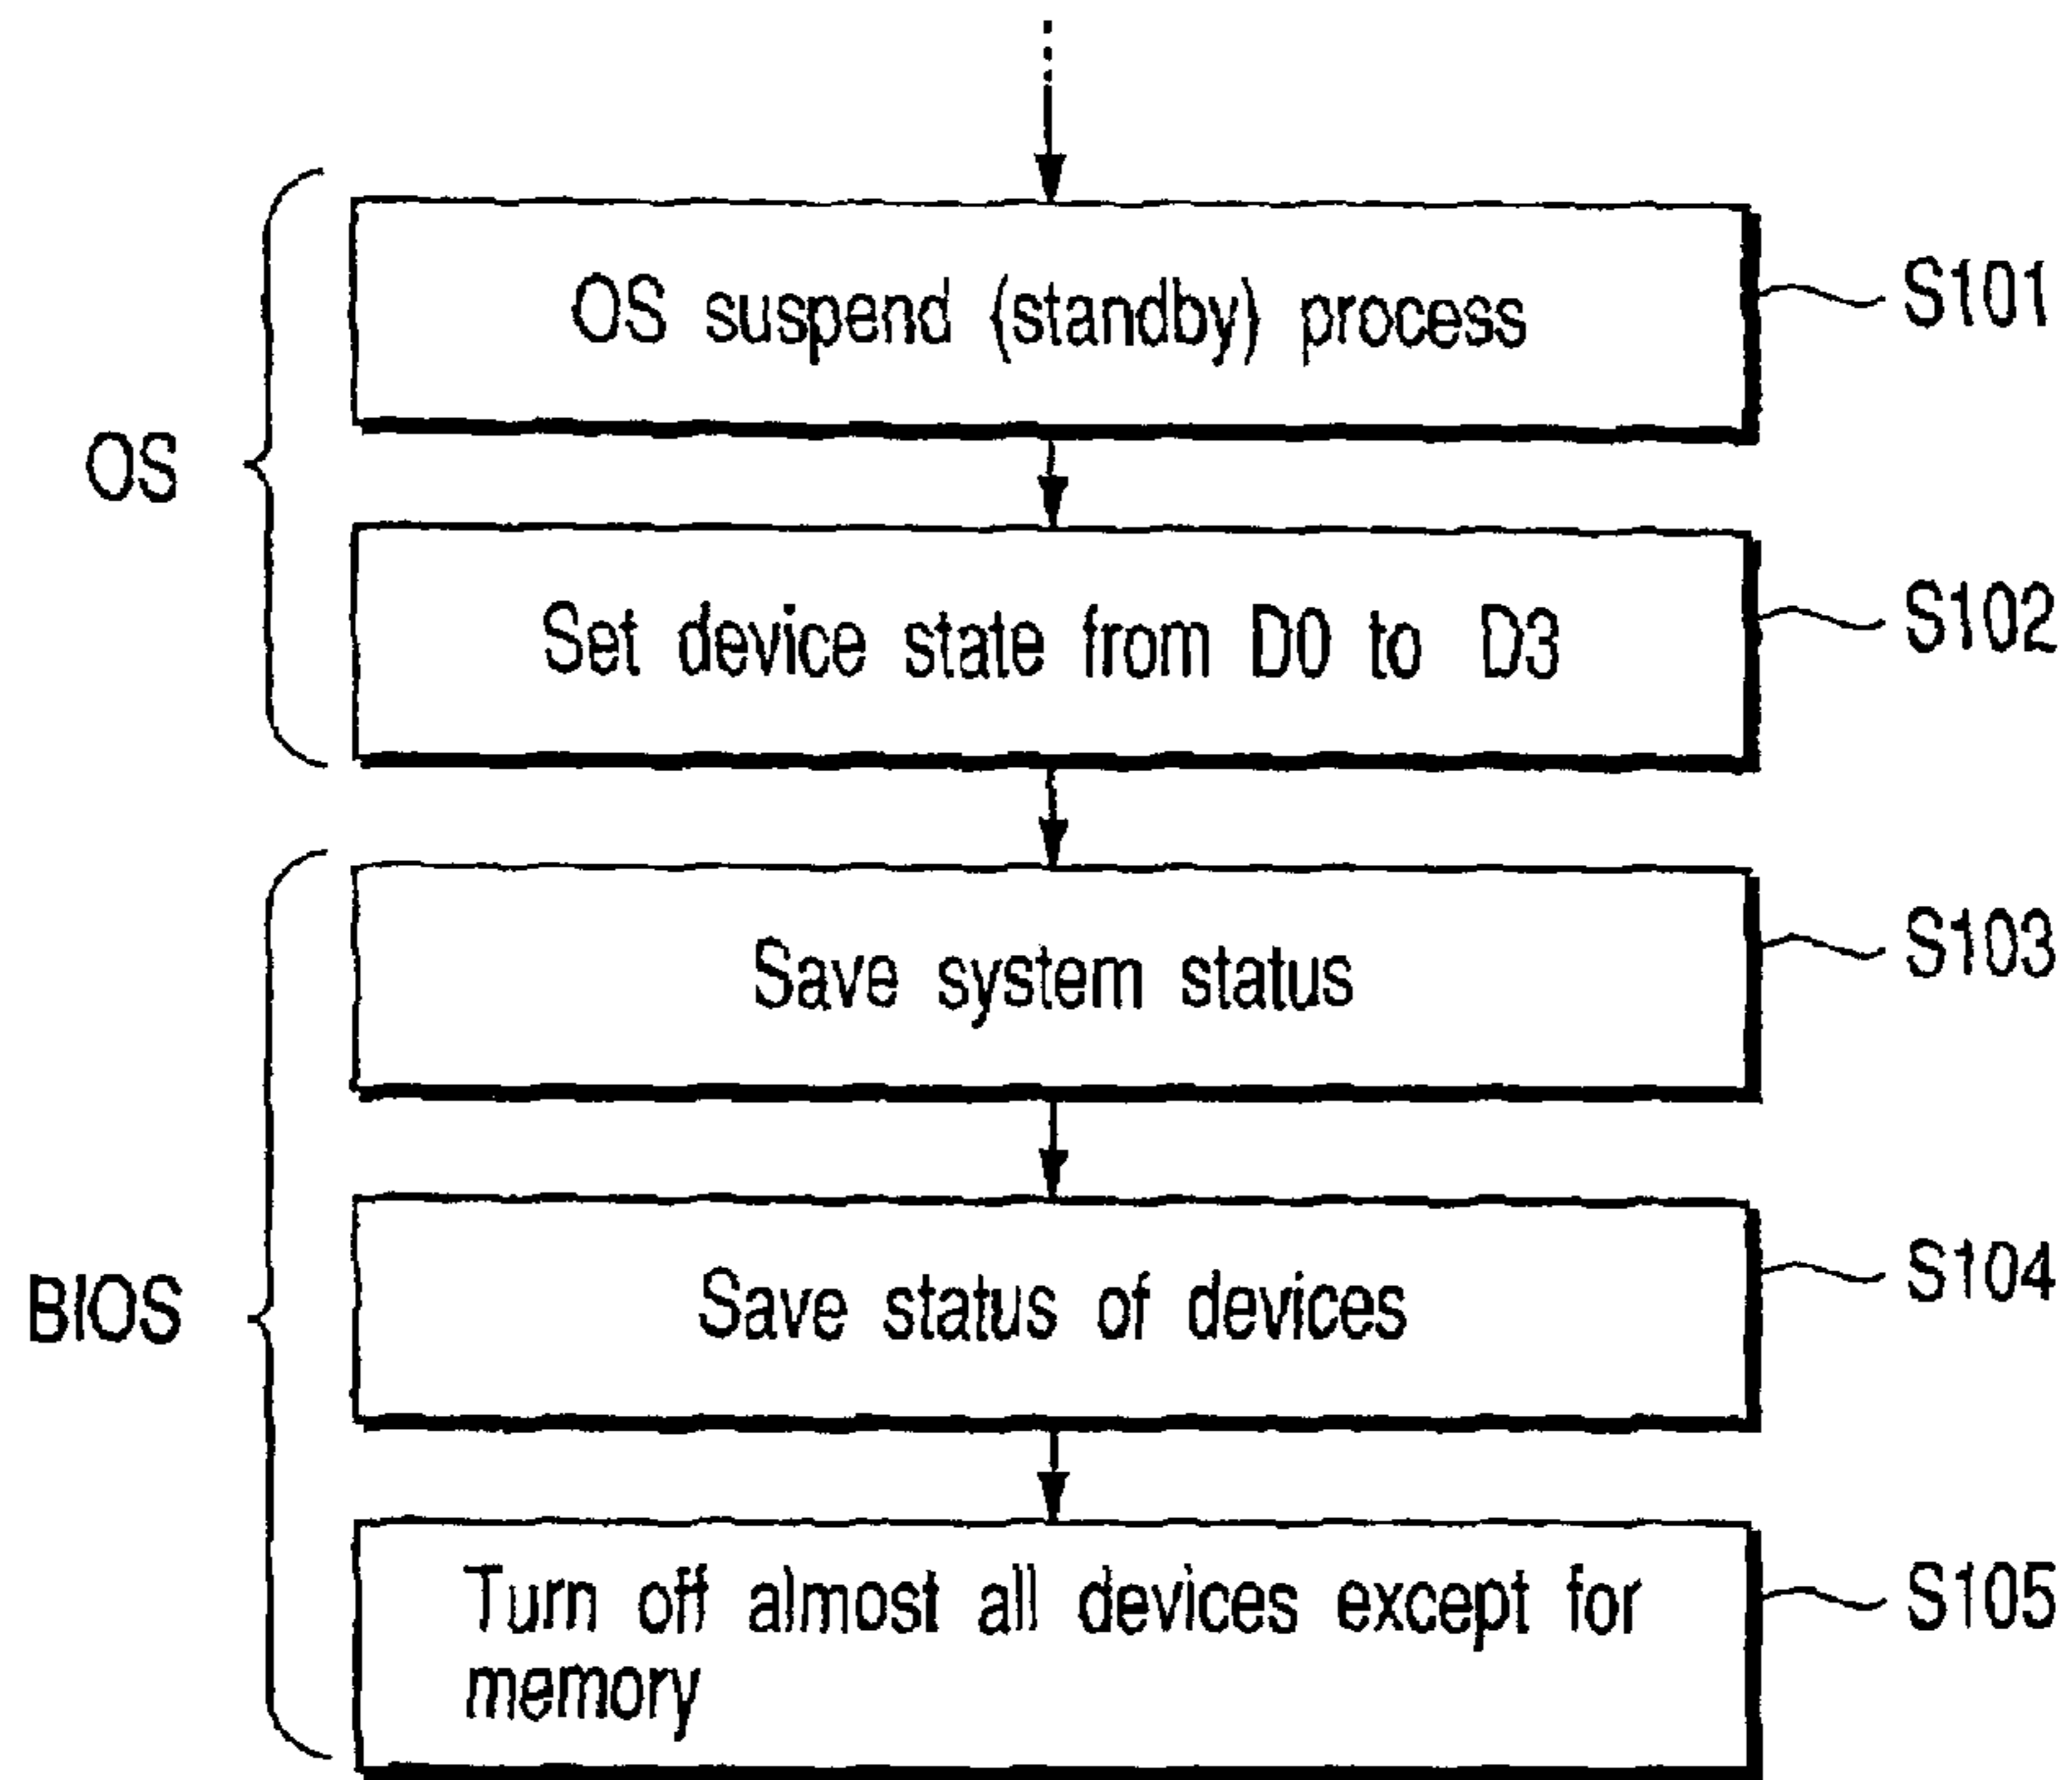 OS suspend (standby) process
S101
OS
Set device state from D0 to D3
S102
Save system status
S103
BIOS
Save status of devices
S104
Turn off almost all devices except for
memory
S105